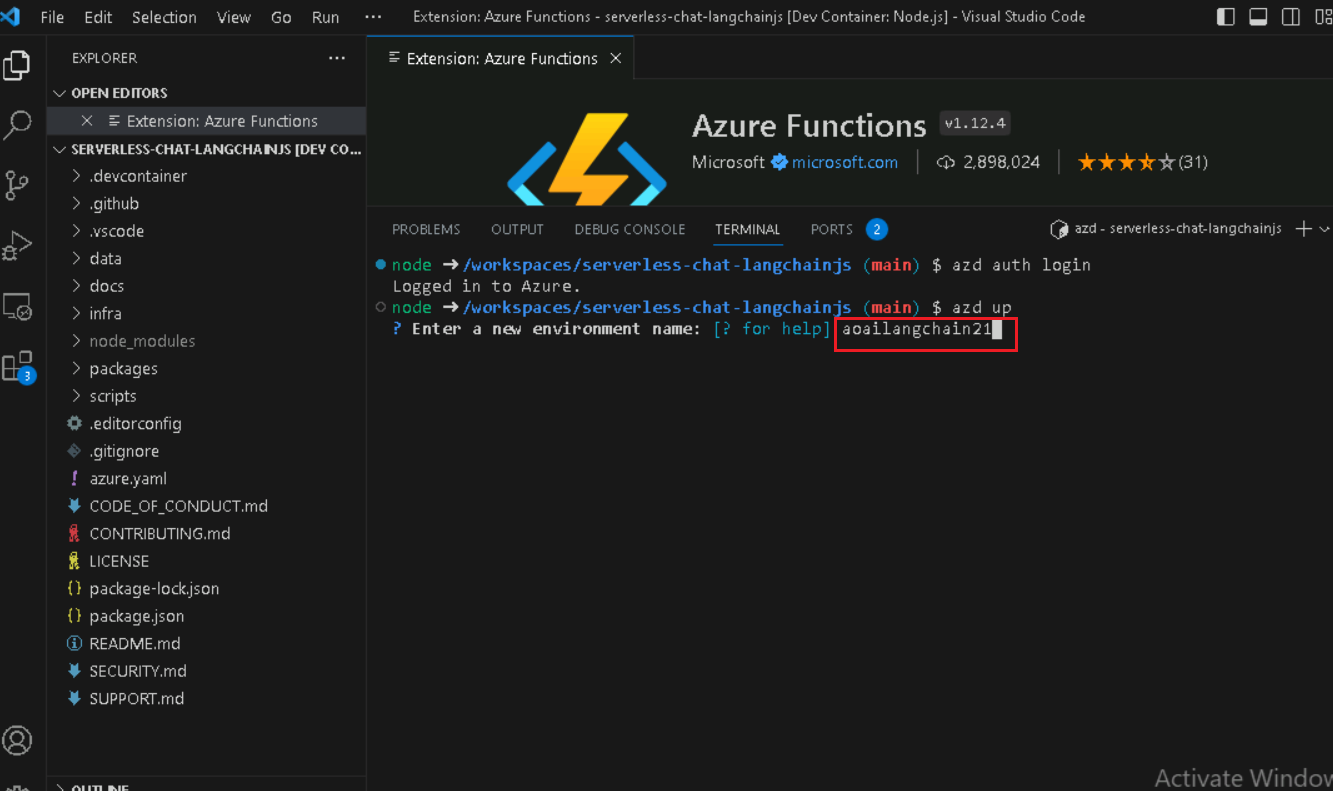 File Edit Selection View Go Run ··· Extension: Azure Functions - serverless-chat-langchainjs [Dev Container: Node.js] - Visual Studio Code
EXPLORER ···
OPEN EDITORS
Extension: Azure Functions
SERVERLESS-CHAT-LANGCHAINJS [DEV CO...
.devcontainer
.github
.vscode
data
docs
infra
node_modules
packages
scripts
.editorconfig
.gitignore
azure.yaml
CODE_OF_CONDUCT.md
CONTRIBUTING.md
LICENSE
package-lock.json
package.json
README.md
SECURITY.md
SUPPORT.md
OUTLINE
3
Extension: Azure Functions
Azure Functions v1.12.4
Microsoft microsoft.com 2,898,024 (31)
PROBLEMS OUTPUT DEBUG CONSOLE TERMINAL PORTS 2 azd - serverless-chat-langchainjs
node ➜ /workspaces/serverless-chat-langchainjs (main) $ azd auth login
Logged in to Azure.
node ➜ /workspaces/serverless-chat-langchainjs (main) $ azd up
? Enter a new environment name: [? for help] aoailangchain21
Activate Window